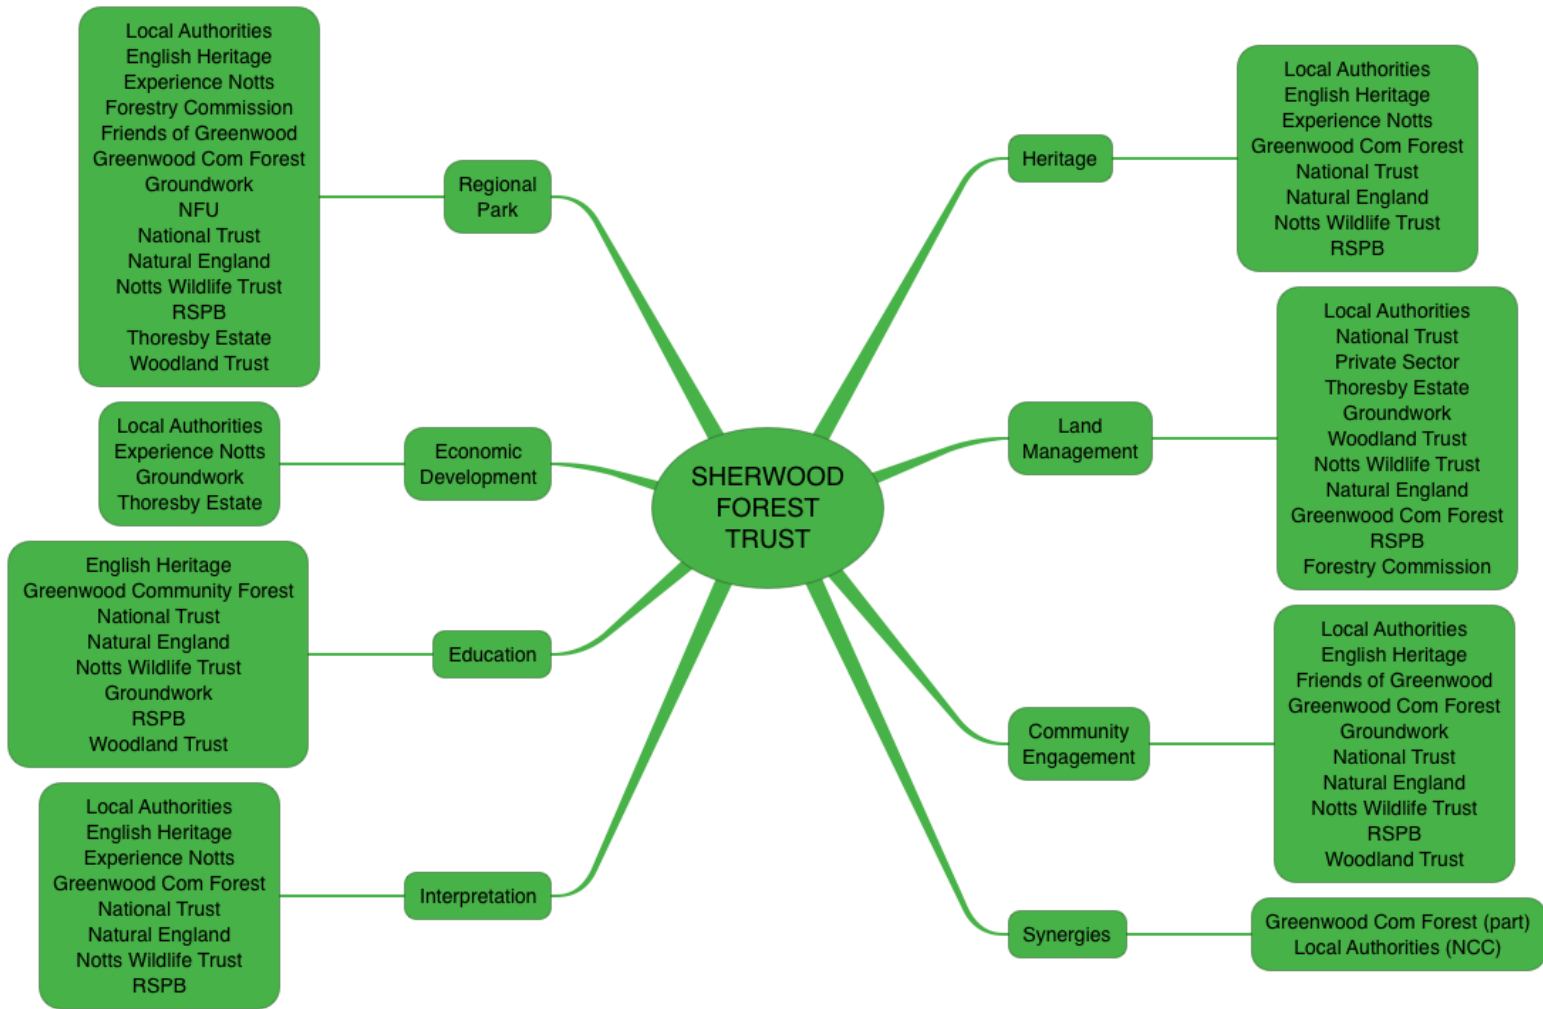 Local Authorities
English Heritage
Experience Notts
Forestry Commission
Friends of Greenwood
Greenwood Com Forest
Groundwork
NFU
National Trust
Natural England
Notts Wildlife Trust
RSPB
Thoresby Estate
Woodland Trust
Regional
Park
Local Authorities
Experience Notts
Groundwork
Thoresby Estate
Economic
Development
English Heritage
Greenwood Community Forest
National Trust
Natural England
Notts Wildlife Trust
Groundwork
RSPB
Woodland Trust
Education
Local Authorities
English Heritage
Experience Notts
Greenwood Com Forest
National Trust
Natural England
Notts Wildlife Trust
RSPB
Interpretation
SHERWOOD
FOREST
TRUST
Heritage
Local Authorities
English Heritage
Experience Notts
Greenwood Com Forest
National Trust
Natural England
Notts Wildlife Trust
RSPB
Land
Management
Local Authorities
National Trust
Private Sector
Thoresby Estate
Groundwork
Woodland Trust
Notts Wildlife Trust
Natural England
Greenwood Com Forest
RSPB
Forestry Commission
Community
Engagement
Local Authorities
English Heritage
Friends of Greenwood
Greenwood Com Forest
Groundwork
National Trust
Natural England
Notts Wildlife Trust
RSPB
Woodland Trust
Synergies
Greenwood Com Forest (part)
Local Authorities (NCC)